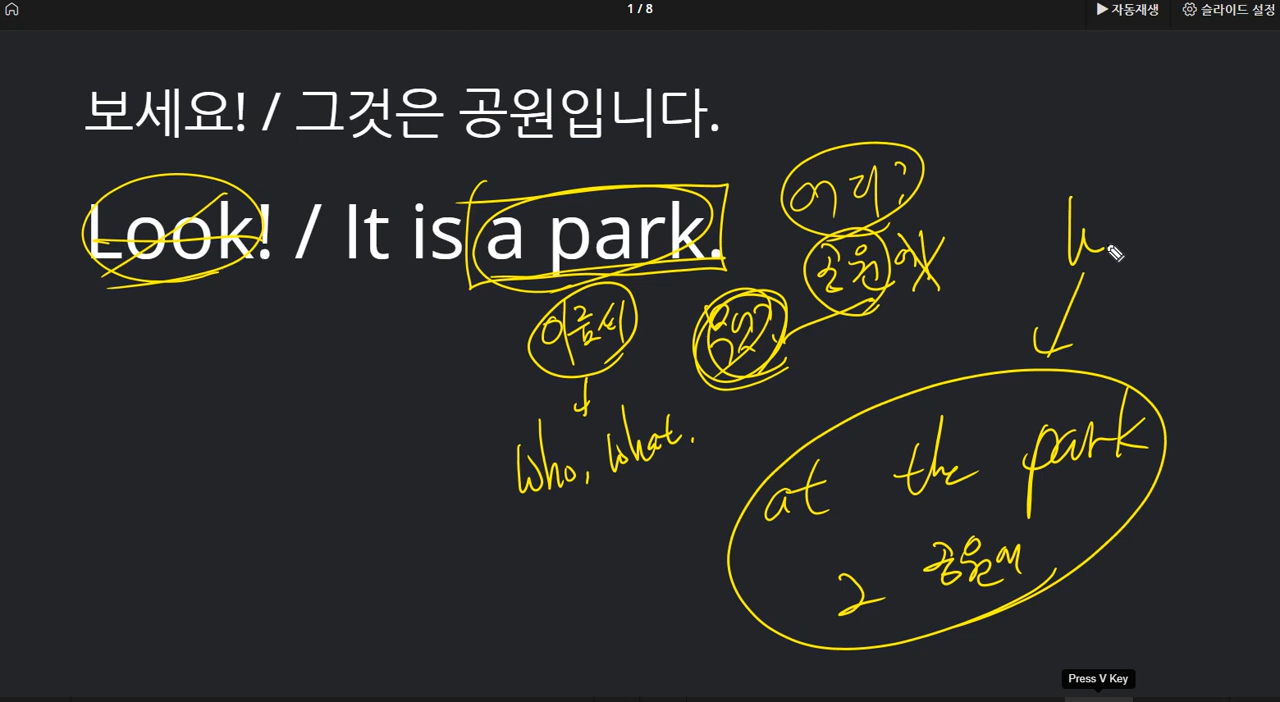 1 / 8
▶ 자동재생
슬라이드 설정
보세요! / 그것은 공원입니다.
Look! / It is a park.
어디?
공원에
이름씨
who, what.
at the park
그 공원에
Press V Key